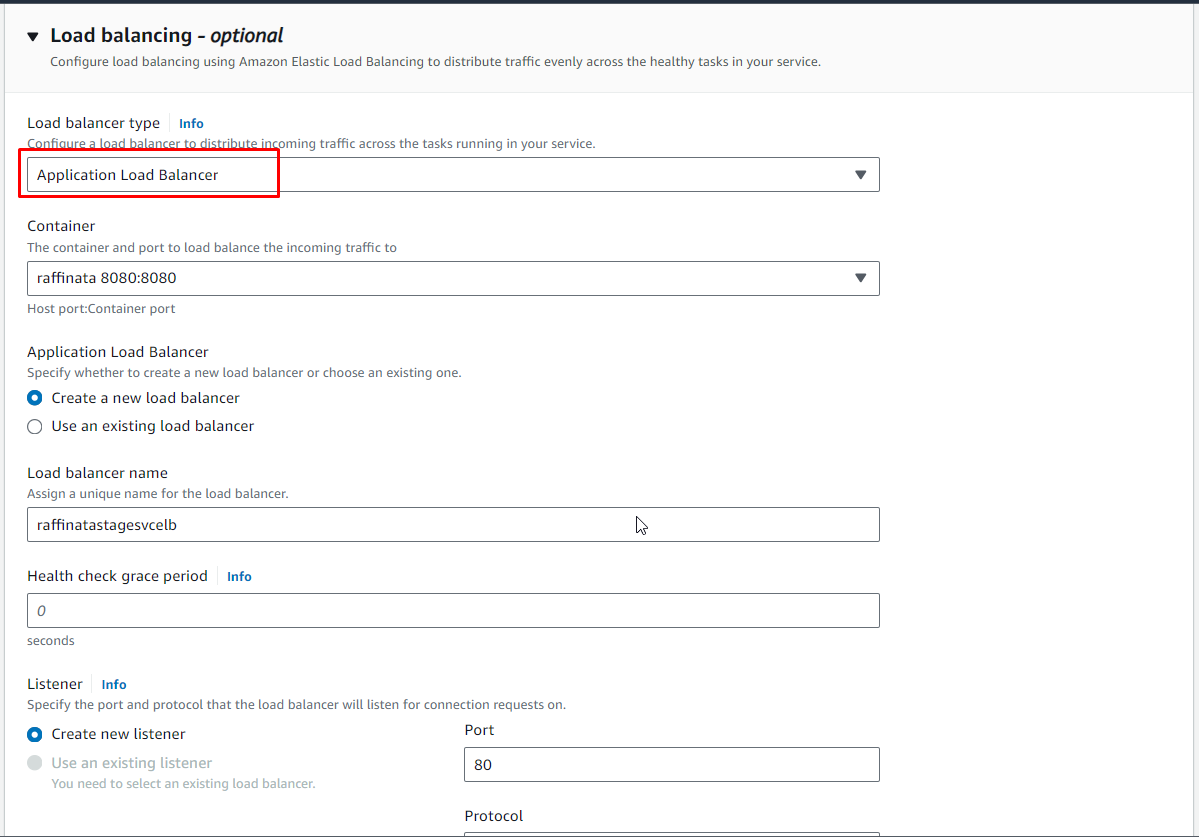 Load balancing - optional
Configure load balancing using Amazon Elastic Load Balancing to distribute traffic evenly across the healthy tasks in your service.
Load balancer type
Info
Configure a load balancer to distribute incoming traffic across the tasks running in your service.
Application Load Balancer
Container
The container and port to load balance the incoming traffic to
raffinata 8080:8080
Host port:Container port
Application Load Balancer
Specify whether to create a new load balancer or choose an existing one.
Create a new load balancer
Use an existing load balancer
Load balancer name
Assign a unique name for the load balancer.
raffinatastagesvcelb
Health check grace period
Info
0
seconds
Listener
Info
Specify the port and protocol that the load balancer will listen for connection requests on.
Create new listener
Use an existing listener
You need to select an existing load balancer.
Port
80
Protocol